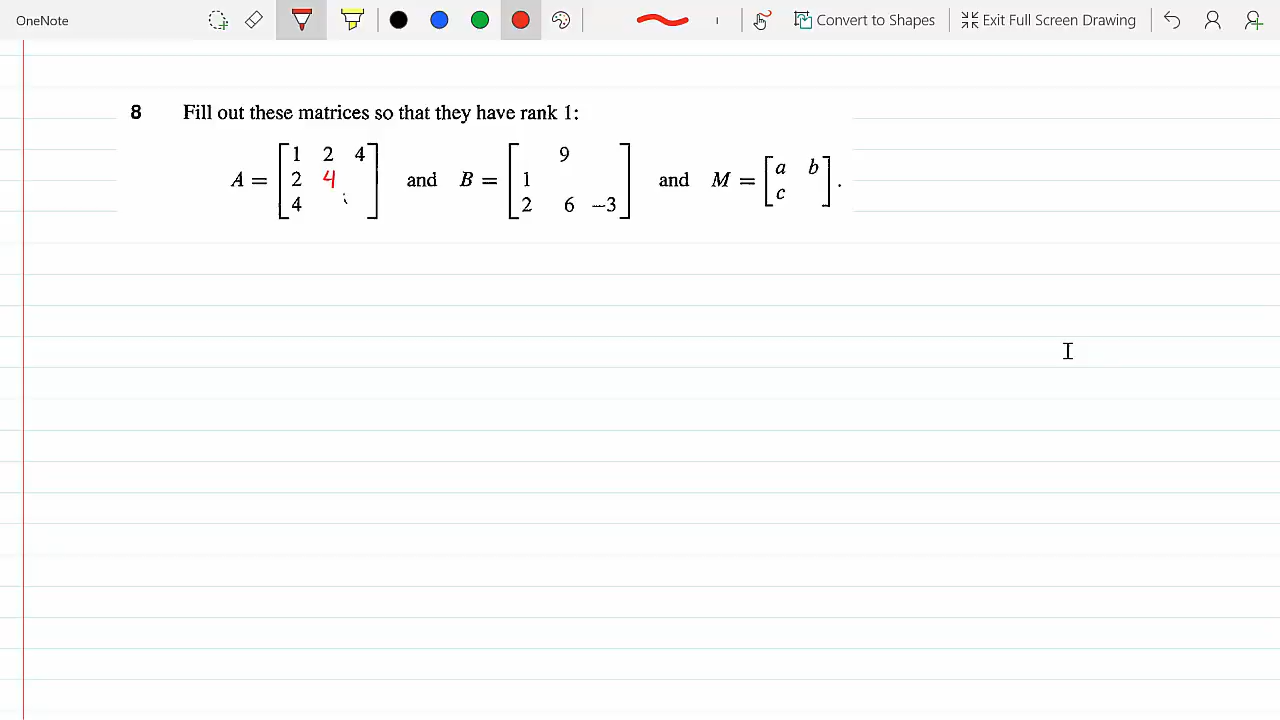 OneNote
Convert to Shapes
Exit Full Screen Drawing
8 Fill out these matrices so that they have rank 1:
A = [1 2 4
2 4
4] and B = [9
1
2 6 −3] and M = [a b
c].